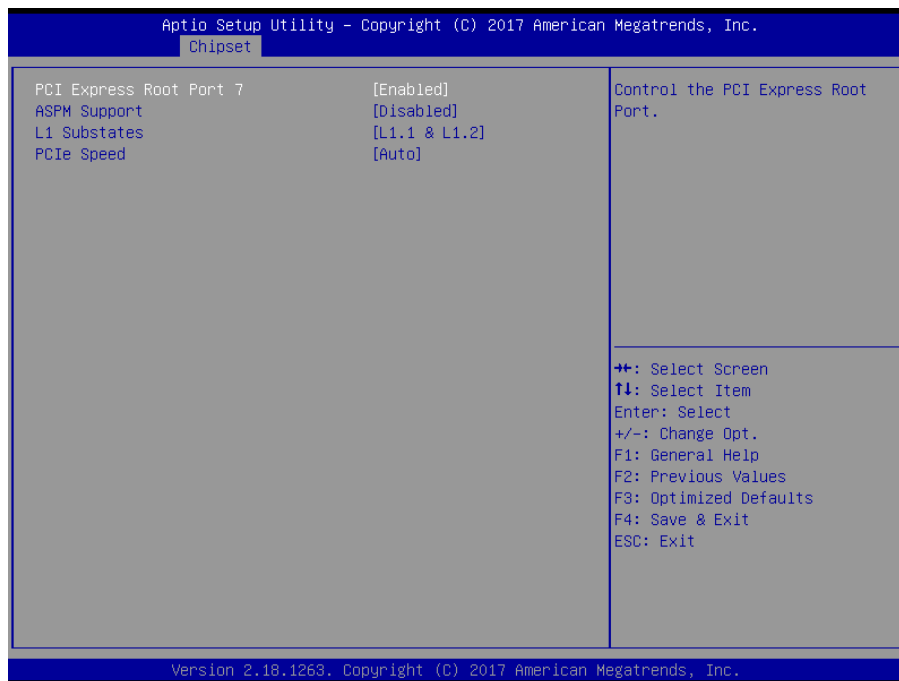 Aptio Setup Utility – Copyright (C) 2017 American Megatrends, Inc.
Chipset
PCI Express Root Port 7 [Enabled]
ASPM Support [Disabled]
L1 Substates [L1.1 & L1.2]
PCIe Speed [Auto]
Control the PCI Express Root
Port.
→←: Select Screen
↑↓: Select Item
Enter: Select
+/-: Change Opt.
F1: General Help
F2: Previous Values
F3: Optimized Defaults
F4: Save & Exit
ESC: Exit
Version 2.18.1263. Copyright (C) 2017 American Megatrends, Inc.